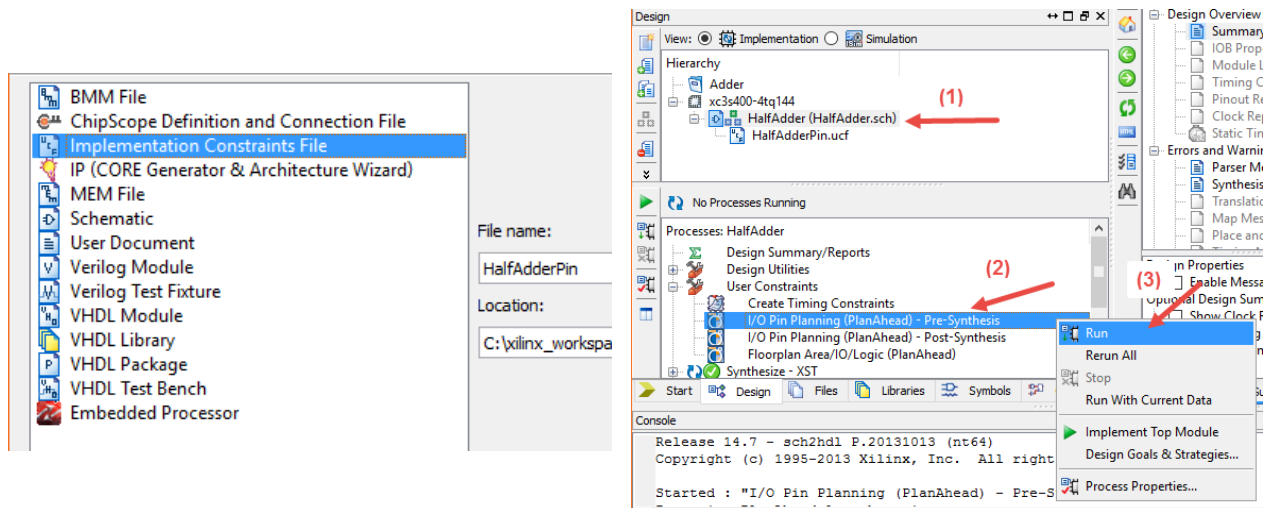 BMM File
ChipScope Definition and Connection File
Implementation Constraints File
IP (CORE Generator & Architecture Wizard)
MEM File
Schematic
User Document
Verilog Module
Verilog Test Fixture
VHDL Module
VHDL Library
VHDL Package
VHDL Test Bench
Embedded Processor
File name:
HalfAdderPin
Location:
C:\xilinx_workspa
Design
View: Implementation Simulation
Hierarchy
Adder
xc3s400-4tq144
HalfAdder (HalfAdder.sch)
HalfAdderPin.ucf
(1)
No Processes Running
Processes: HalfAdder
Design Summary/Reports
Design Utilities
User Constraints
Create Timing Constraints
I/O Pin Planning (PlanAhead) - Pre-Synthesis
I/O Pin Planning (PlanAhead) - Post-Synthesis
Floorplan Area/IO/Logic (PlanAhead)
Synthesize - XST
(2)
Start Design Files Libraries Symbols
Console
Release 14.7 - sch2hdl P.20131013 (nt64)
Copyright (c) 1995-2013 Xilinx, Inc. All right
Started : "I/O Pin Planning (PlanAhead) - Pre-S
Design Overview
Summary
IOB Prop
Module L
Timing C
Pinout Re
Clock Rep
Static Tim
Errors and Warnin
Parser Me
Synthesis
Translatio
Map Mes
Place and
Properties
Enable Messa
Optional Design Sum
Show Clock R
(3)
Run
Rerun All
Stop
Run With Current Data
Implement Top Module
Design Goals & Strategies...
Process Properties...